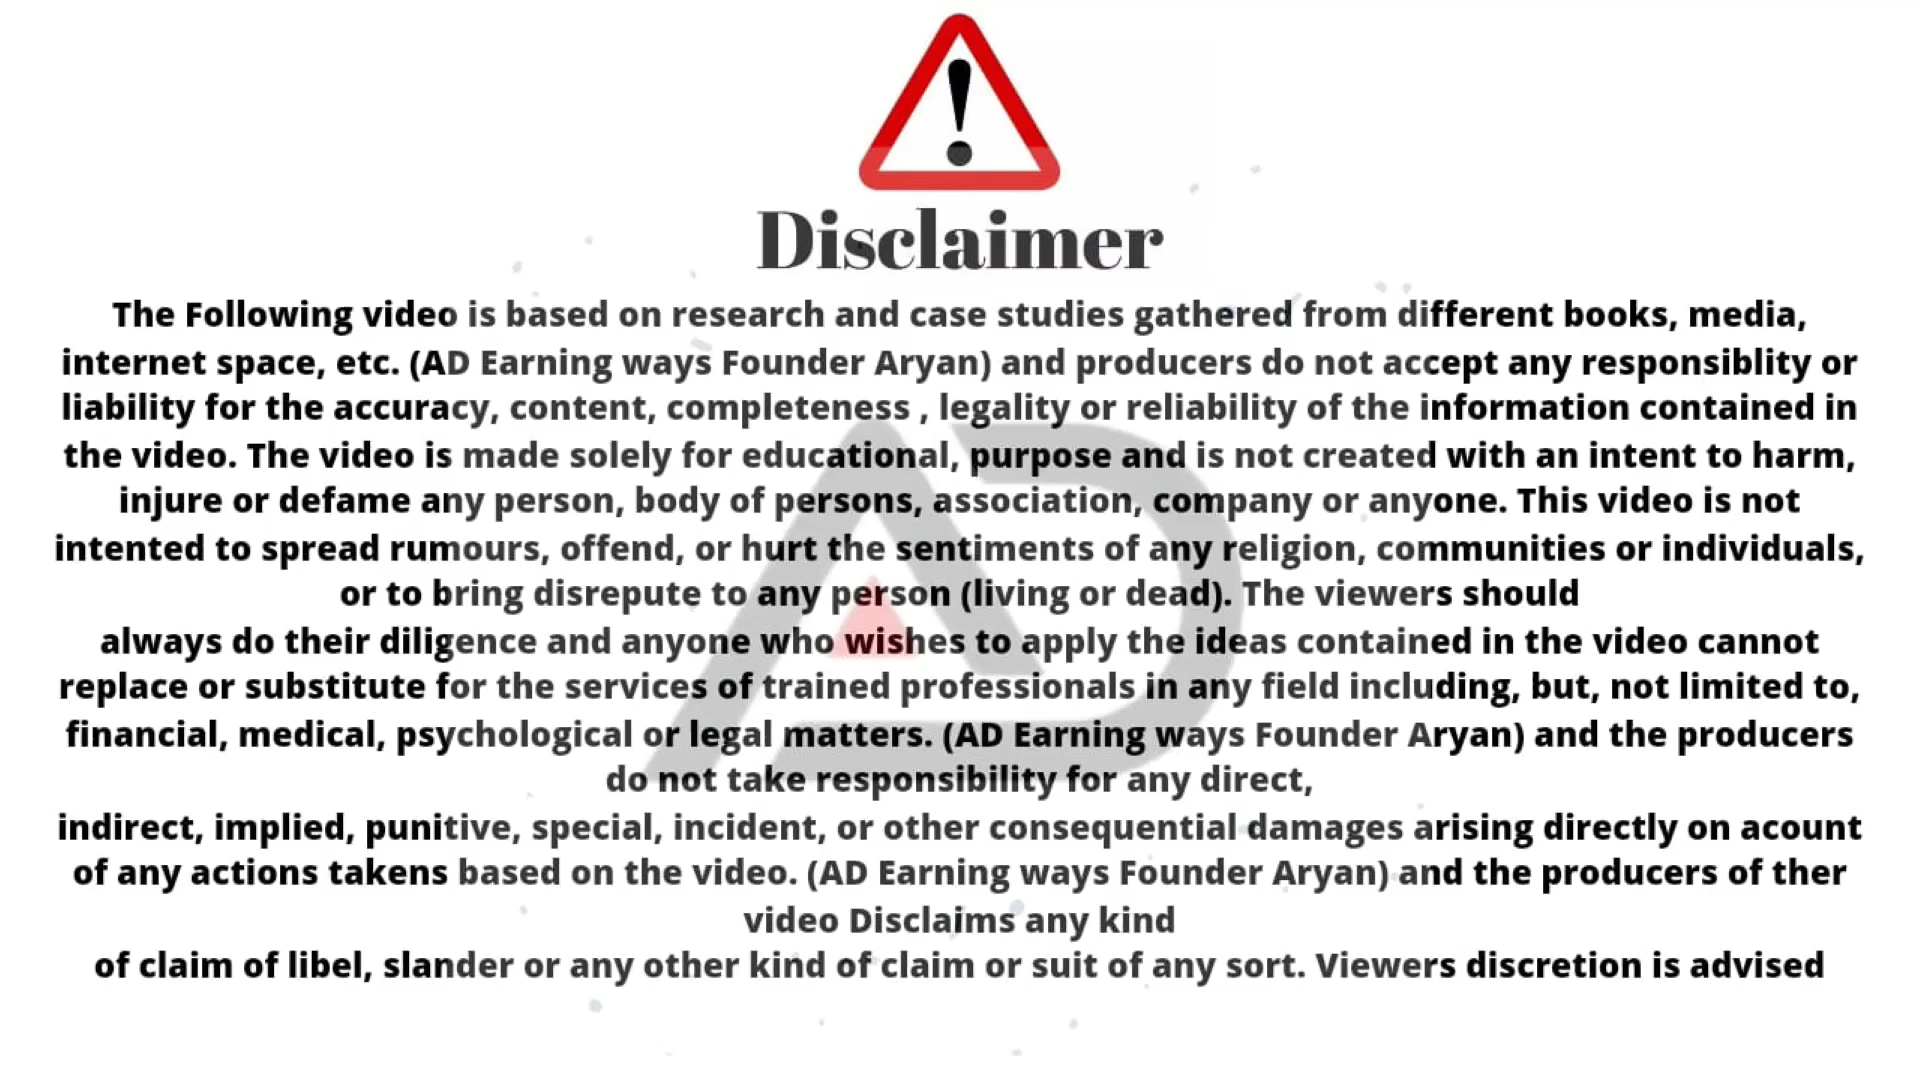 Disclaimer
The Following video is based on research and case studies gathered from different books, media,
internet space, etc. (AD Earning ways Founder Aryan) and producers do not accept any responsiblity or
liability for the accuracy, content, completeness , legality or reliability of the information contained in
the video. The video is made solely for educational, purpose and is not created with an intent to harm,
injure or defame any person, body of persons, association, company or anyone. This video is not
intented to spread rumours, offend, or hurt the sentiments of any religion, communities or individuals,
or to bring disrepute to any person (living or dead). The viewers should
always do their diligence and anyone who wishes to apply the ideas contained in the video cannot
replace or substitute for the services of trained professionals in any field including, but, not limited to,
financial, medical, psychological or legal matters. (AD Earning ways Founder Aryan) and the producers
do not take responsibility for any direct,
indirect, implied, punitive, special, incident, or other consequential damages arising directly on acount
of any actions takens based on the video. (AD Earning ways Founder Aryan) and the producers of ther
video Disclaims any kind
of claim of libel, slander or any other kind of claim or suit of any sort. Viewers discretion is advised
AD